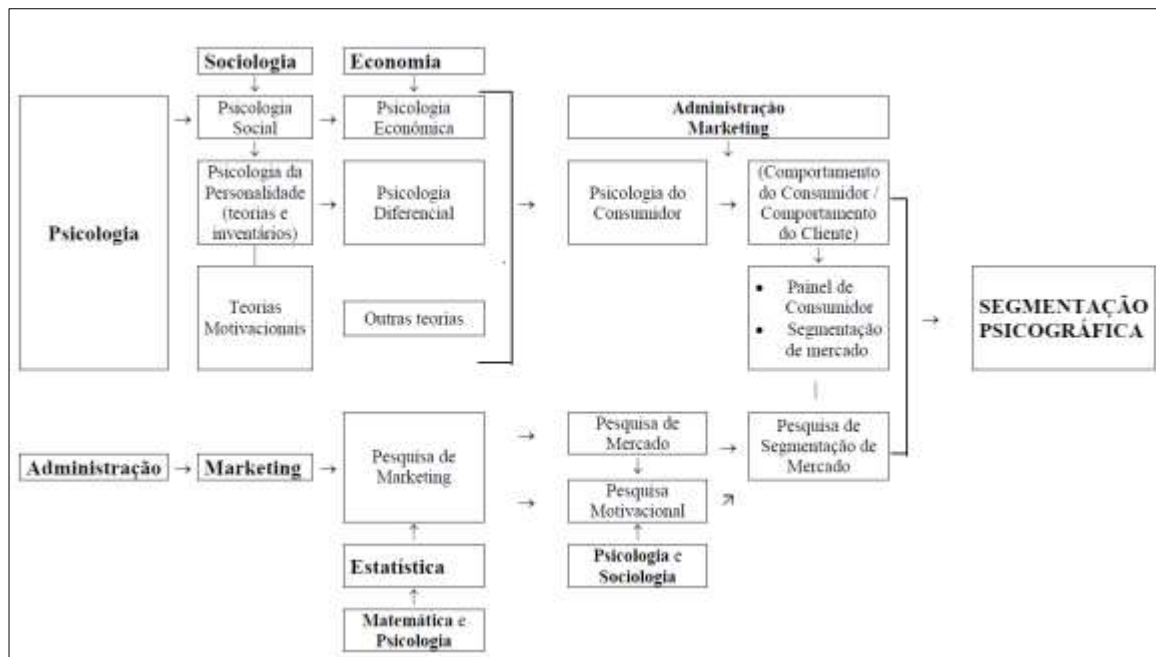 Sociologia
Economia
Psicologia
Social
Psicologia
Econômica
Administração
Marketing
Psicologia
Psicologia da
Personalidade
(teorias e
inventários)
Psicologia
Diferencial
Psicologia do
Consumidor
(Comportamento
do Consumidor /
Comportamento
do Cliente)
Teorias
Motivacionais
Outras teorias
• Painel de
Consumidor
• Segmentação
de mercado
SEGMENTAÇÃO
PSICOGRÁFICA
Administração
Marketing
Pesquisa de
Marketing
Pesquisa de
Mercado
Pesquisa
Motivacional
Pesquisa de
Segmentação de
Mercado
Estatística
Psicologia e
Sociologia
Matemática e
Psicologia